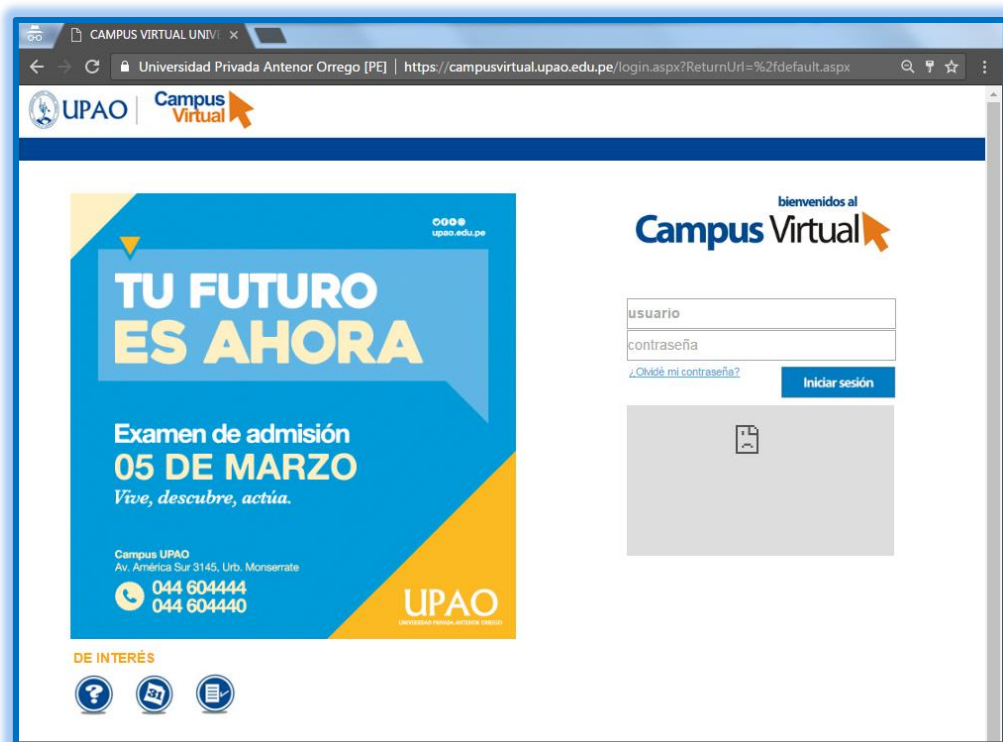 CAMPUS VIRTUAL UNIVE
Universidad Privada Antenor Orrego [PE] | https://campusvirtual.upao.edu.pe/login.aspx?ReturnUrl=%2fdefault.aspx
UPAO
Campus
Virtual
upao.edu.pe
TU FUTURO
ES AHORA
Examen de admisión
05 DE MARZO
Vive, descubre, actúa.
Campus UPAO
Av. América Sur 3145, Urb. Monserrate
044 604444
044 604440
UPAO
UNIVERSIDAD PRIVADA ANTENOR ORREGO
DE INTERÉS
31
bienvenidos al
Campus Virtual
usuario
contraseña
¿Olvidé mi contraseña?
Iniciar sesión